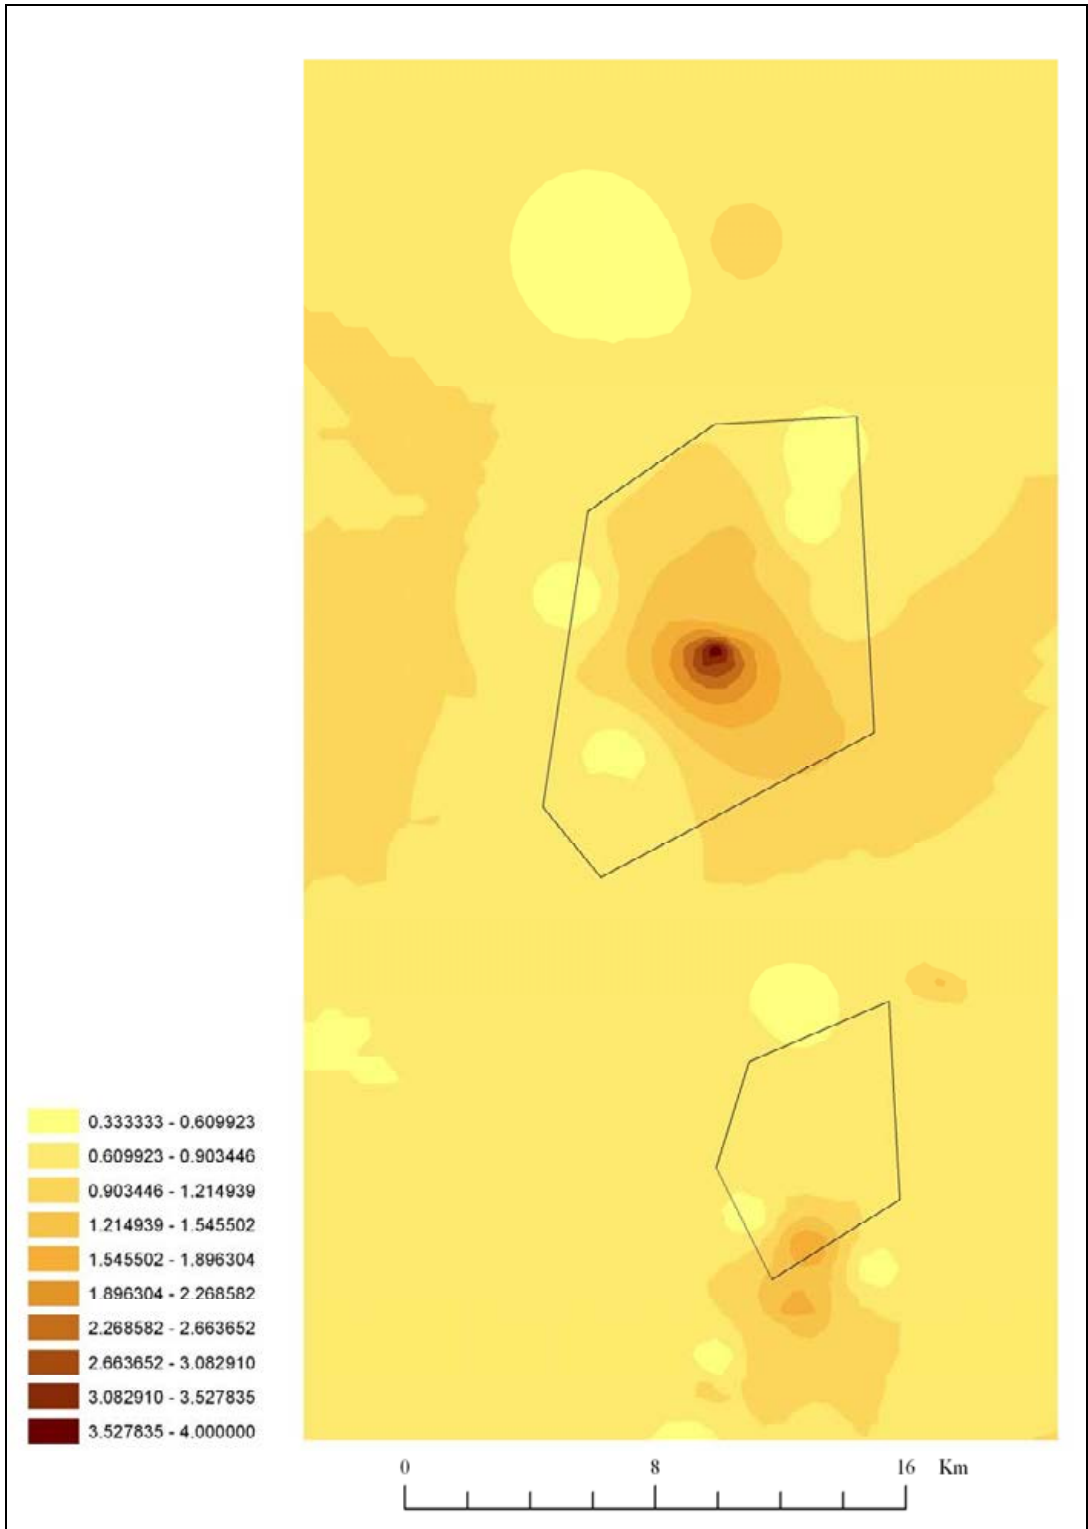 0.333333 - 0.609923
0.609923 - 0.903446
0.903446 - 1.214939
1.214939 - 1.545502
1.545502 - 1.896304
1.896304 - 2.268582
2.268582 - 2.663652
2.663652 - 3.082910
3.082910 - 3.527835
3.527835 - 4.000000
0 8 16 Km